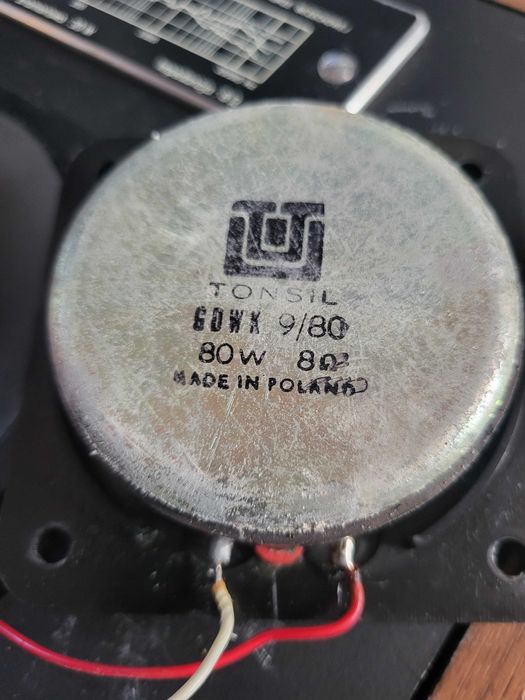 TONSIL
GDWK 9/80
80W 8Ω
MADE IN POLAND